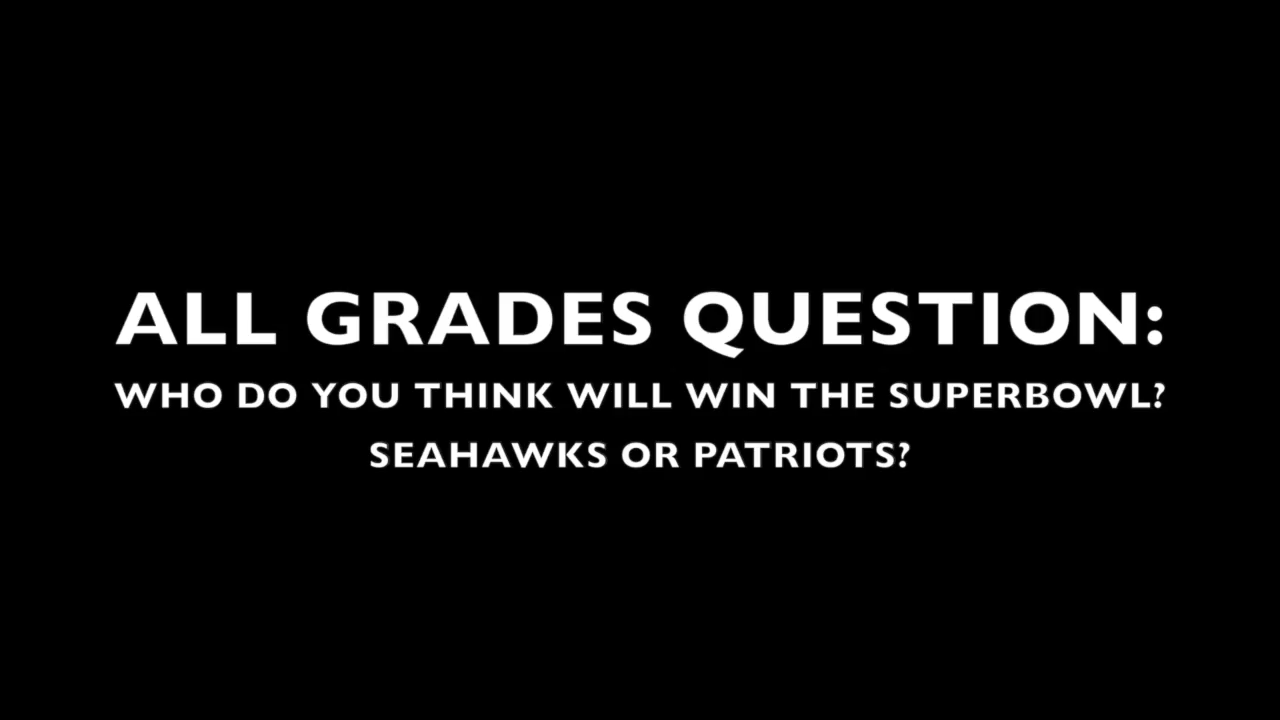 ALL GRADES QUESTION:
WHO DO YOU THINK WILL WIN THE SUPERBOWL?
SEAHAWKS OR PATRIOTS?